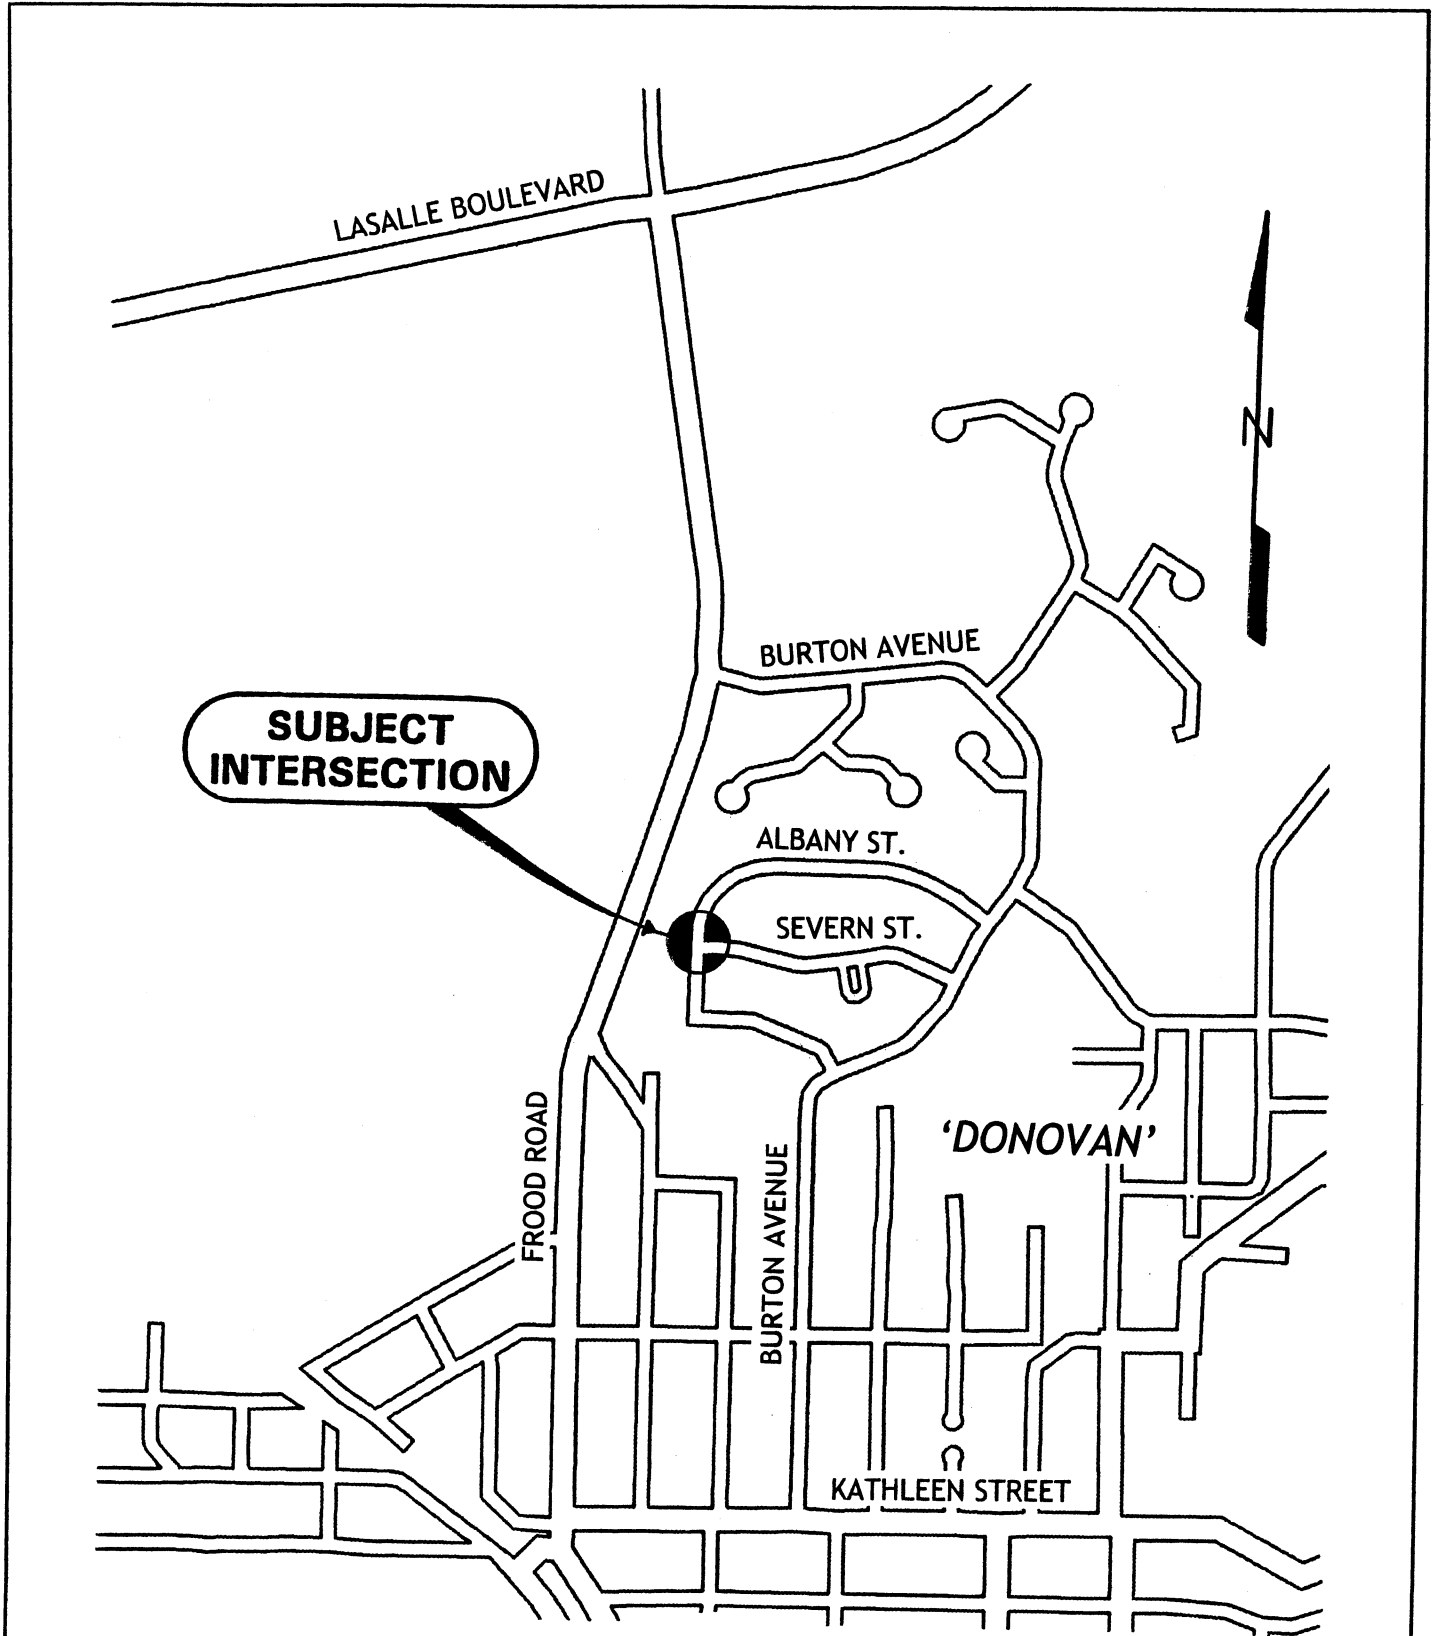 LASALLE BOULEVARD
N
BURTON AVENUE
SUBJECT
INTERSECTION
ALBANY ST.
SEVERN ST.
FROOD ROAD
'DONOVAN'
BURTON AVENUE
KATHLEEN STREET